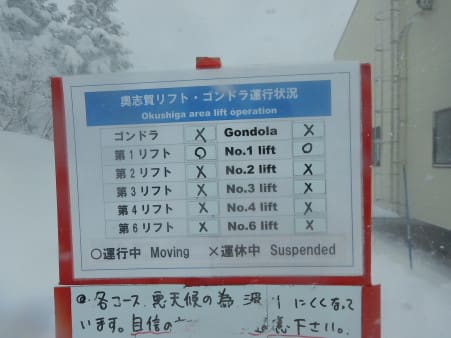 奥志賀リフト・ゴンドラ運行状況
Okushiga area lift operation
ゴンドラ × Gondola ×
第1リフト ○ No.1 lift ○
第2リフト × No.2 lift ×
第3リフト × No.3 lift ×
第4リフト × No.4 lift ×
第6リフト × No.6 lift ×
○運行中 Moving ×運休中 Suspended
各コース 悪天候の為 滑 にくくなって
います。自信の 下さい。